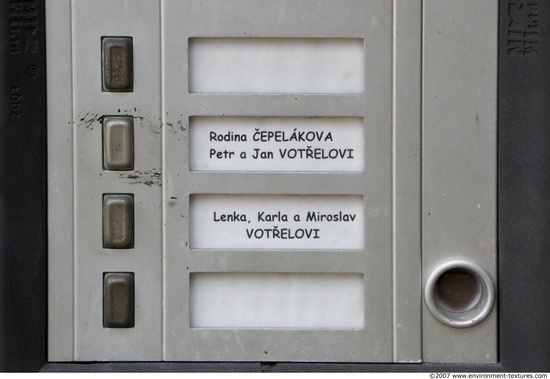 Rodina ČEPELÁKOVA
Petr a Jan VOTŘELOVI
Lenka, Karla a Miroslav
VOTŘELOVI
©2007 www.environment-textures.com